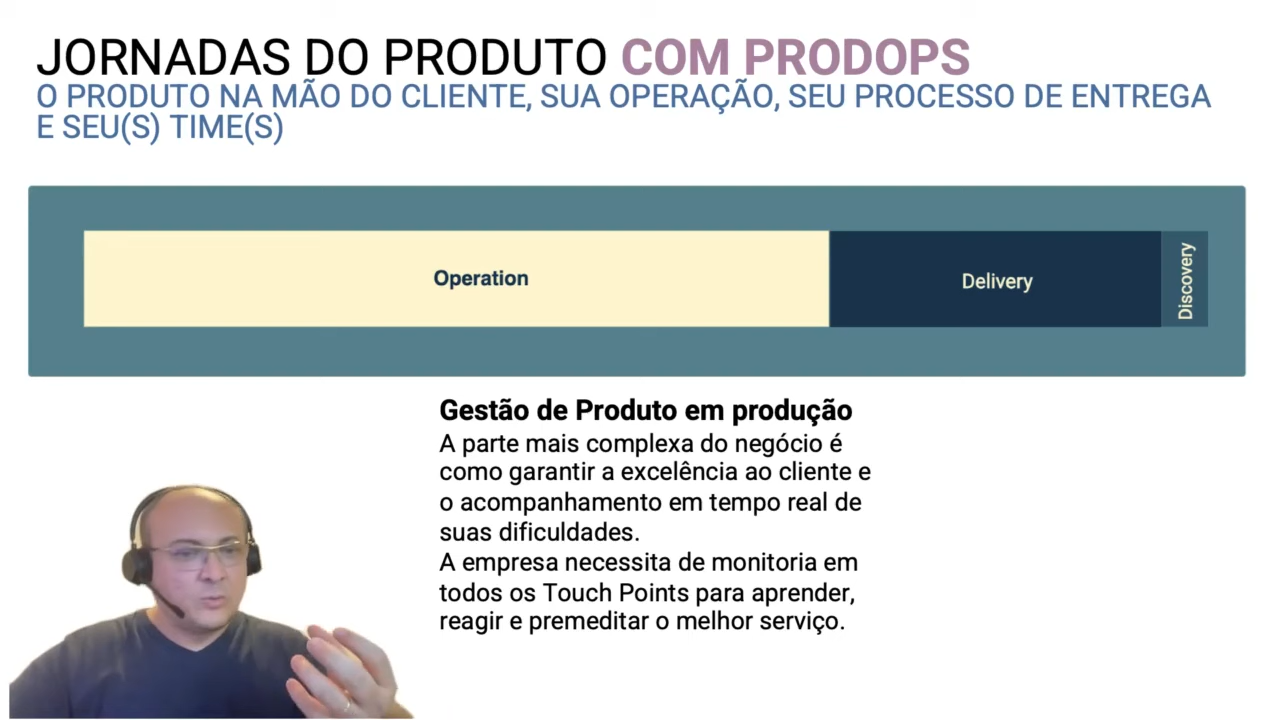 JORNADAS DO PRODUTO COM PRODOPS
O PRODUTO NA MÃO DO CLIENTE, SUA OPERAÇÃO, SEU PROCESSO DE ENTREGA
E SEU(S) TIME(S)
Operation
Delivery
Discovery
Gestão de Produto em produção
A parte mais complexa do negócio é
como garantir a excelência ao cliente e
o acompanhamento em tempo real de
suas dificuldades.
A empresa necessita de monitoria em
todos os Touch Points para aprender,
reagir e premeditar o melhor serviço.